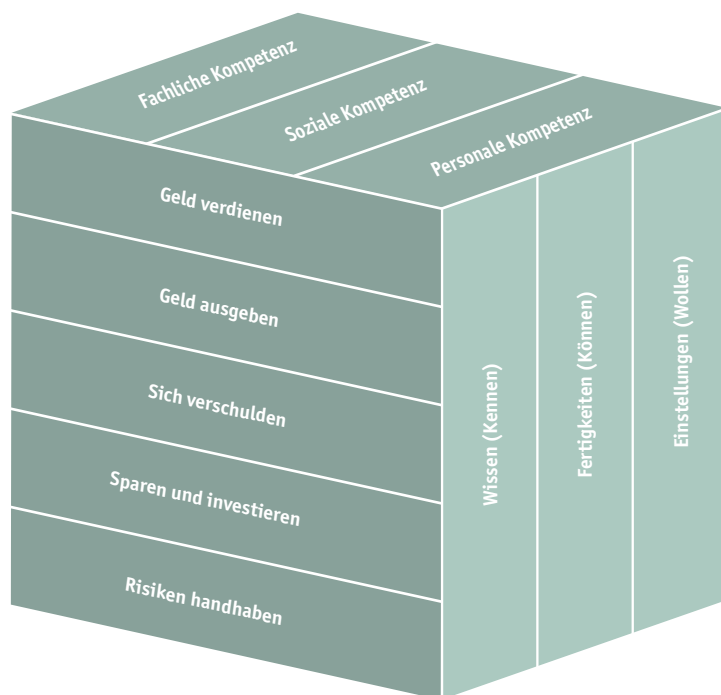 Fachliche Kompetenz
Soziale Kompetenz
Personale Kompetenz
Geld verdienen
Geld ausgeben
Sich verschulden
Sparen und investieren
Risiken handhaben
Wissen (Kennen)
Fertigkeiten (Können)
Einstellungen (Wollen)